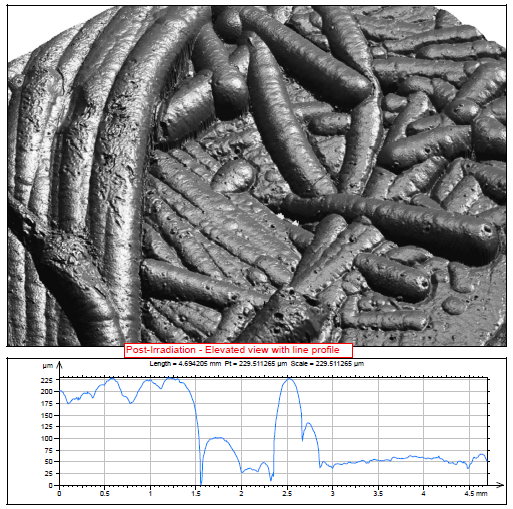 Post-Irradiation - Elevated view with line profile
Length = 4.694205 mm Pt = 229.511265 µm Scale = 229.511265 µm
µm
225
200
175
150
125
100
75
50
25
0
0 0.5 1 1.5 2 2.5 3 3.5 4 4.5 mm